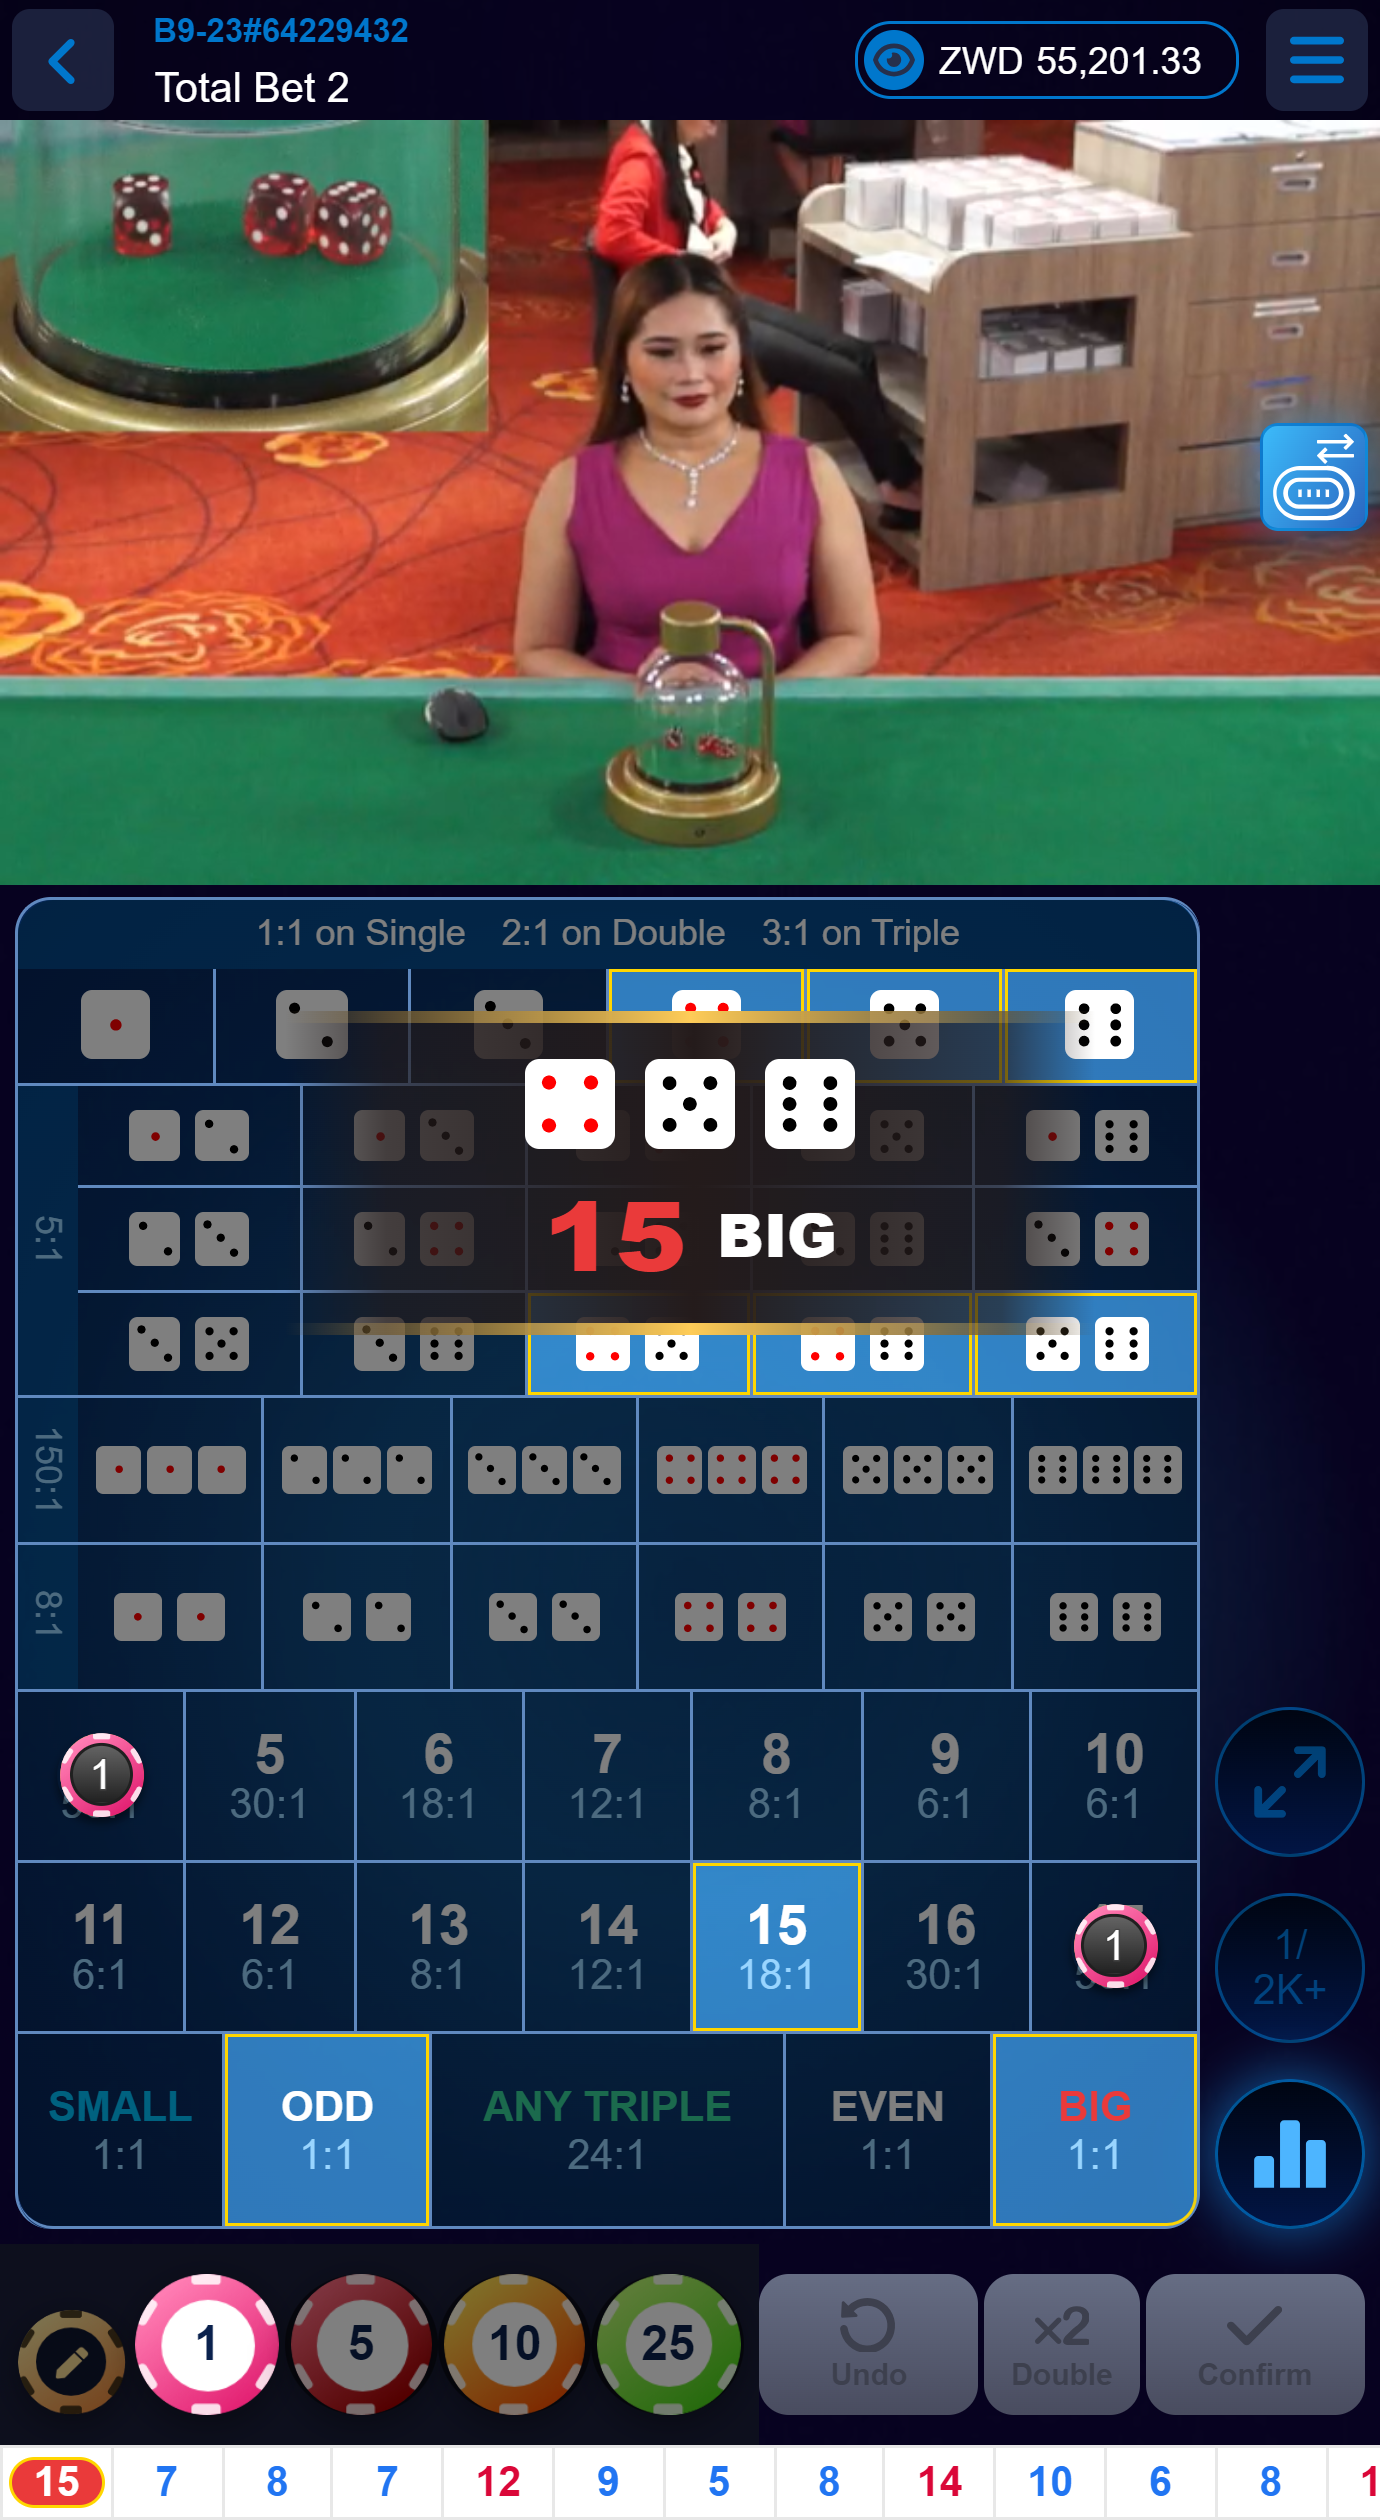 B9-23#64229432
Total Bet 2
ZWD 55,201.33
1:1 on Single 2:1 on Double 3:1 on Triple
15 BIG
5:1
150:1
8:1
1
5 6 7 8 9 10
30:1 18:1 12:1 8:1 6:1 6:1
11 12 13 14 15 16
6:1 6:1 8:1 12:1 18:1 30:1
1
1/
2K+
SMALL ODD ANY TRIPLE EVEN BIG
1:1 1:1 24:1 1:1 1:1
1 5 10 25
Undo
x2
Double
Confirm
15 7 8 7 12 9 5 8 14 10 6 8